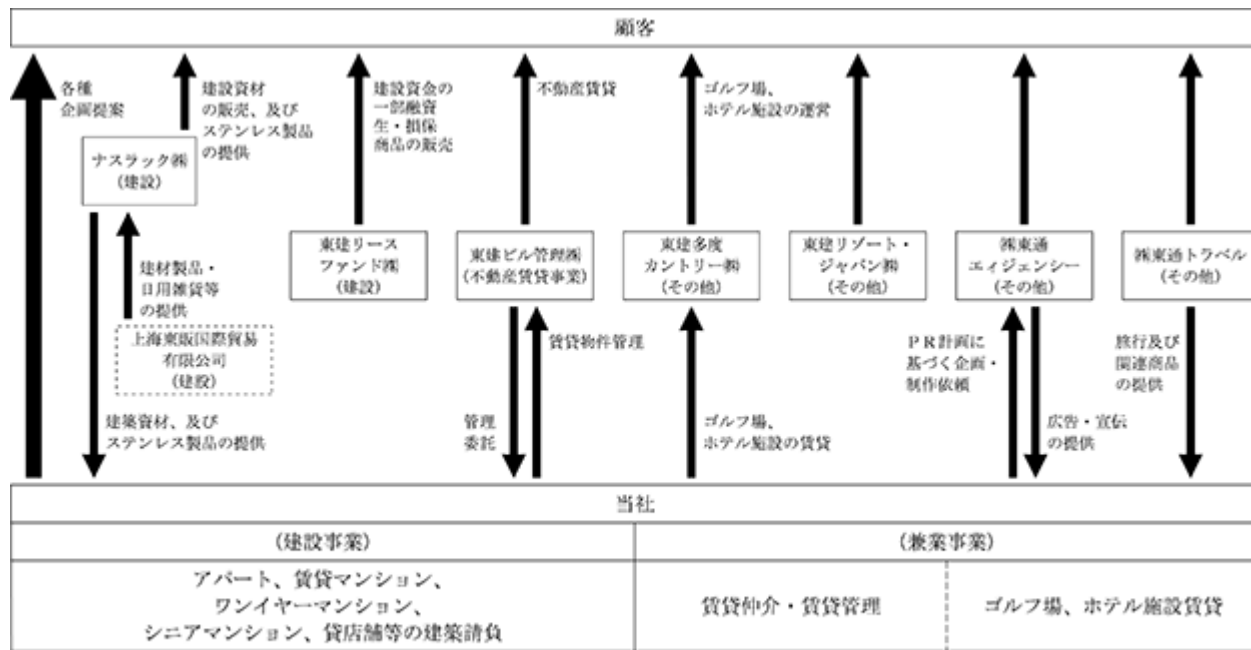 顧客
各種
企画提案
建設資材
の販売、及び
ステンレス製品
の提供
建設資金の
一部融資
生・損保
商品の販売
不動産賃貸
ゴルフ場、
ホテル施設の運営
ナスラック㈱
(建設)
東建リース
ファンド㈱
(建設)
東建ビル管理㈱
(不動産賃貸事業)
東建多度
カントリー㈱
(その他)
東建リゾート・
ジャパン㈱
(その他)
㈱東通
エィジェンシー
(その他)
㈱東通トラベル
(その他)
建材製品・
日用雑貨等
の提供
上海東販国際貿易
有限公司
(建設)
建築資材、及び
ステンレス製品の提供
賃貸物件管理
管理
委託
ゴルフ場、
ホテル施設の賃貸
PR計画に
基づく企画・
制作依頼
広告・宣伝
の提供
旅行及び
関連商品
の提供
当社
(建設事業)
(兼業事業)
アパート、賃貸マンション、
ワンイヤーマンション、
シニアマンション、貸店舗等の建築請負
賃貸仲介・賃貸管理
ゴルフ場、ホテル施設賃貸